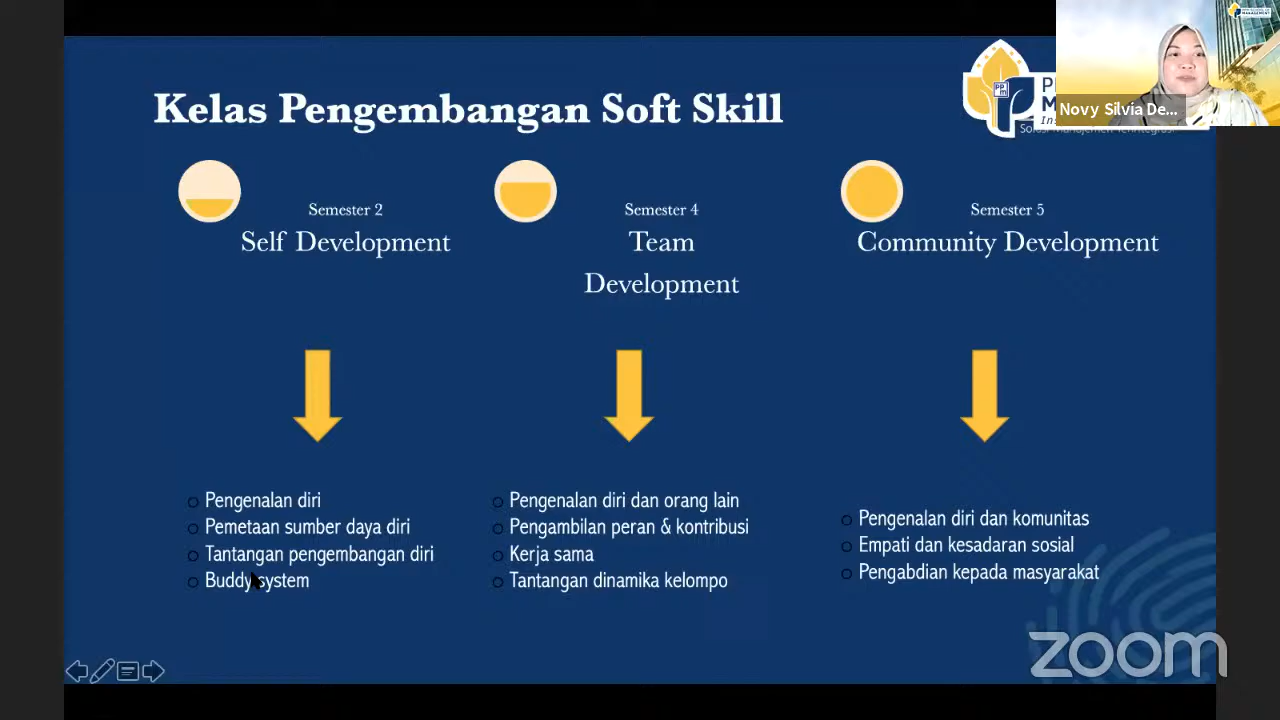 Kelas Pengembangan Soft Skill
Novy Silvia De...
Semester 2
Self Development
Semester 4
Team
Development
Semester 5
Community Development
Pengenalan diri
Pemetaan sumber daya diri
Tantangan pengembangan diri
Buddy system
Pengenalan diri dan orang lain
Pengambilan peran & kontribusi
Kerja sama
Tantangan dinamika kelompo
Pengenalan diri dan komunitas
Empati dan kesadaran sosial
Pengabdian kepada masyarakat
zoom